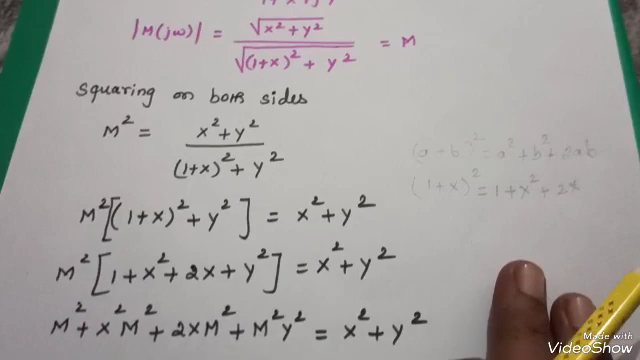 |M(jω)| = √x²+y² / √(1+x)²+y² = M
Squaring on both sides
M² = x²+y² / (1+x)²+y²
(a+b)² = a²+b²+2ab
(1+x)² = 1+x²+2x
M²[(1+x)²+y²] = x²+y²
M²[1+x²+2x+y²] = x²+y²
M²+x²M²+2xM²+M²y² = x²+y²
Made with
VideoShow